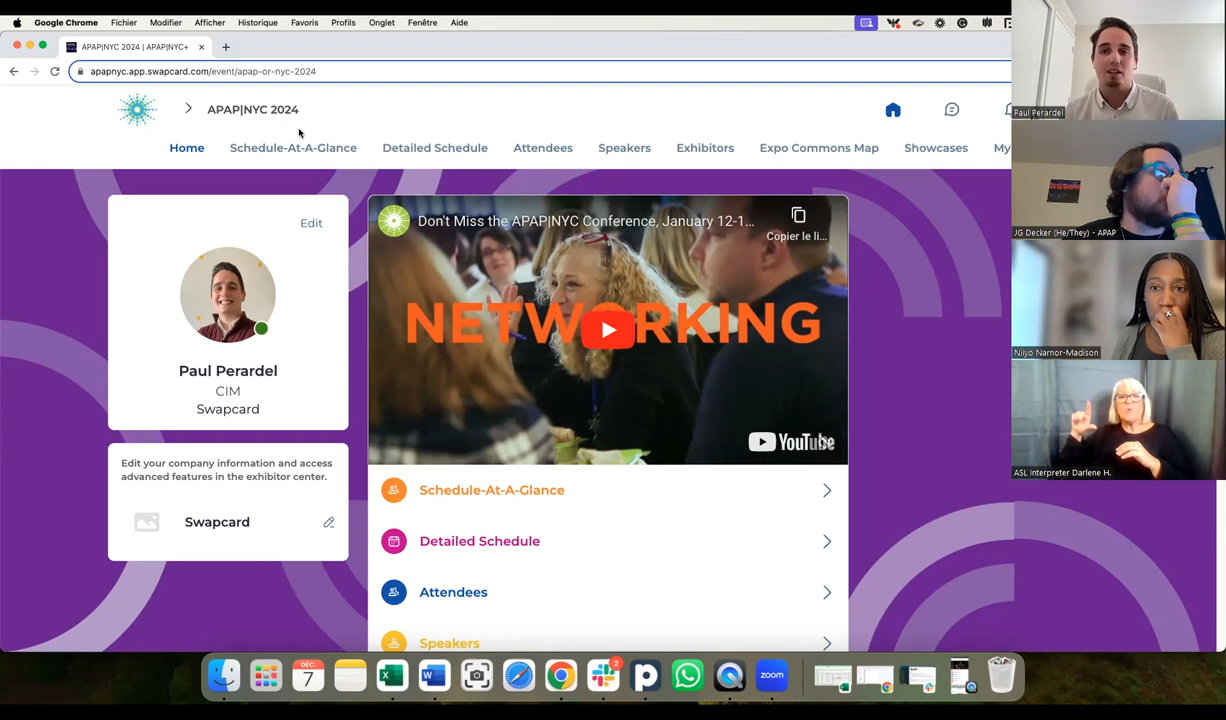 Google Chrome Fichier Modifier Afficher Historique Favoris Profils Onglet Fenêtre Aide
APAP|NYC 2024 | APAP|NYC+
apapnyc.app.swapcard.com/event/apap-or-nyc-2024
APAP|NYC 2024
Home Schedule-At-A-Glance Detailed Schedule Attendees Speakers Exhibitors Expo Commons Map Showcases My
Edit
Paul Perardel
CIM
Swapcard
Edit your company information and access
advanced features in the exhibitor center.
Swapcard
Don't Miss the APAP|NYC Conference, January 12-1...
Copier le li...
NETWORKING
YouTube
Schedule-At-A-Glance
Detailed Schedule
Attendees
Speakers
Paul Perardel
JG Decker (He/They) - APAP
Niiyo Narnor-Madison
ASL Interpreter Darlene H.
DÉC.
7
2
zoom